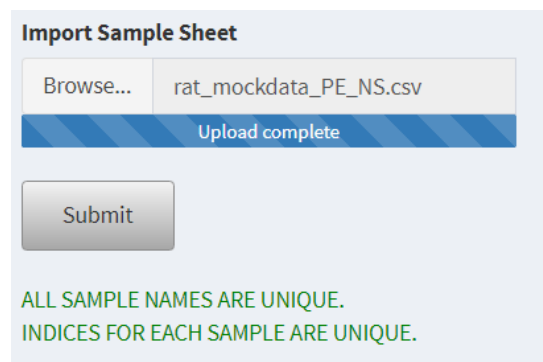 Import Sample Sheet
Browse... rat_mockdata_PE_NS.csv
Upload complete
Submit
ALL SAMPLE NAMES ARE UNIQUE.
INDICES FOR EACH SAMPLE ARE UNIQUE.